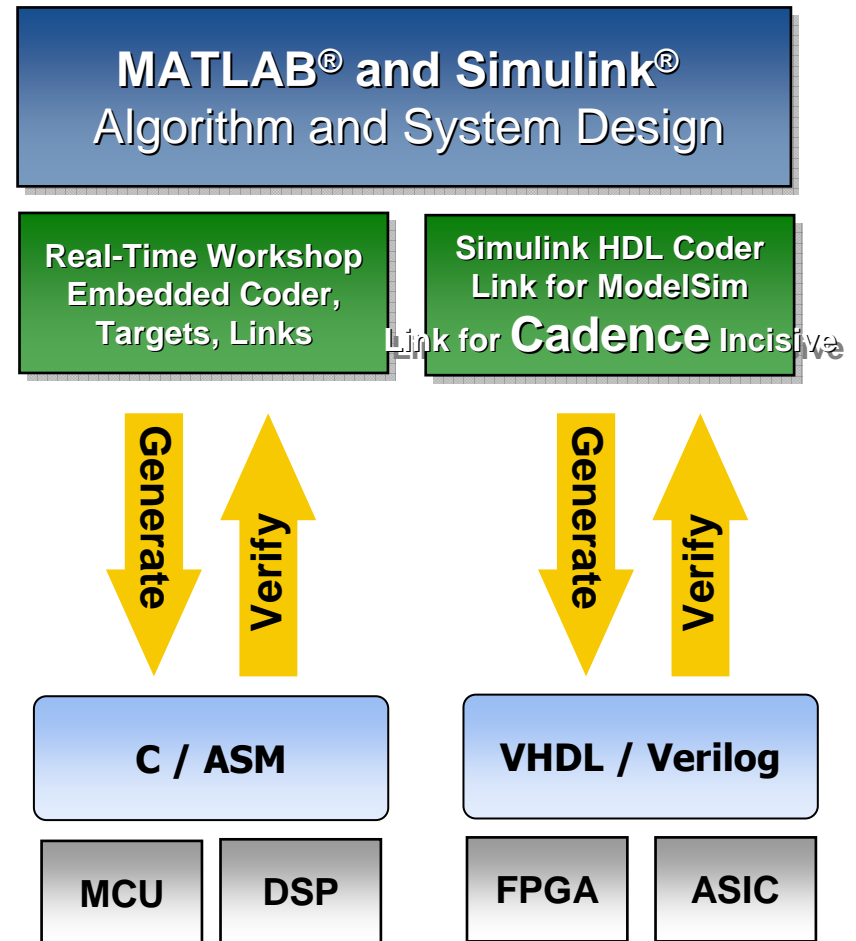 MATLAB® and Simulink®
Algorithm and System Design
Real-Time Workshop
Embedded Coder,
Targets, Links
Simulink HDL Coder
Link for ModelSim
Link for Cadence Incisive
Generate
Verify
Generate
Verify
C / ASM
VHDL / Verilog
MCU
DSP
FPGA
ASIC